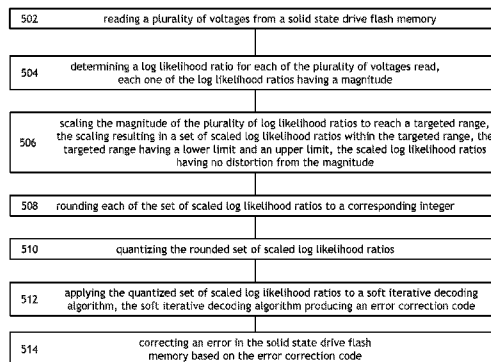 502 reading a plurality of voltages from a solid state drive flash memory
504 determining a log likelihood ratio for each of the plurality of voltages read,
each one of the log likelihood ratios having a magnitude
506 scaling the magnitude of the plurality of log likelihood ratios to reach a targeted range,
the scaling resulting in a set of scaled log likelihood ratios within the targeted range, the
targeted range having a lower limit and an upper limit, the scaled log likelihood ratios
having no distortion from the magnitude
508 rounding each of the set of scaled log likelihood ratios to a corresponding integer
510 quantizing the rounded set of scaled log likelihood ratios
512 applying the quantized set of scaled log likelihood ratios to a soft iterative decoding
algorithm, the soft iterative decoding algorithm producing an error correction code
514 correcting an error in the solid state drive flash
memory based on the error correction code